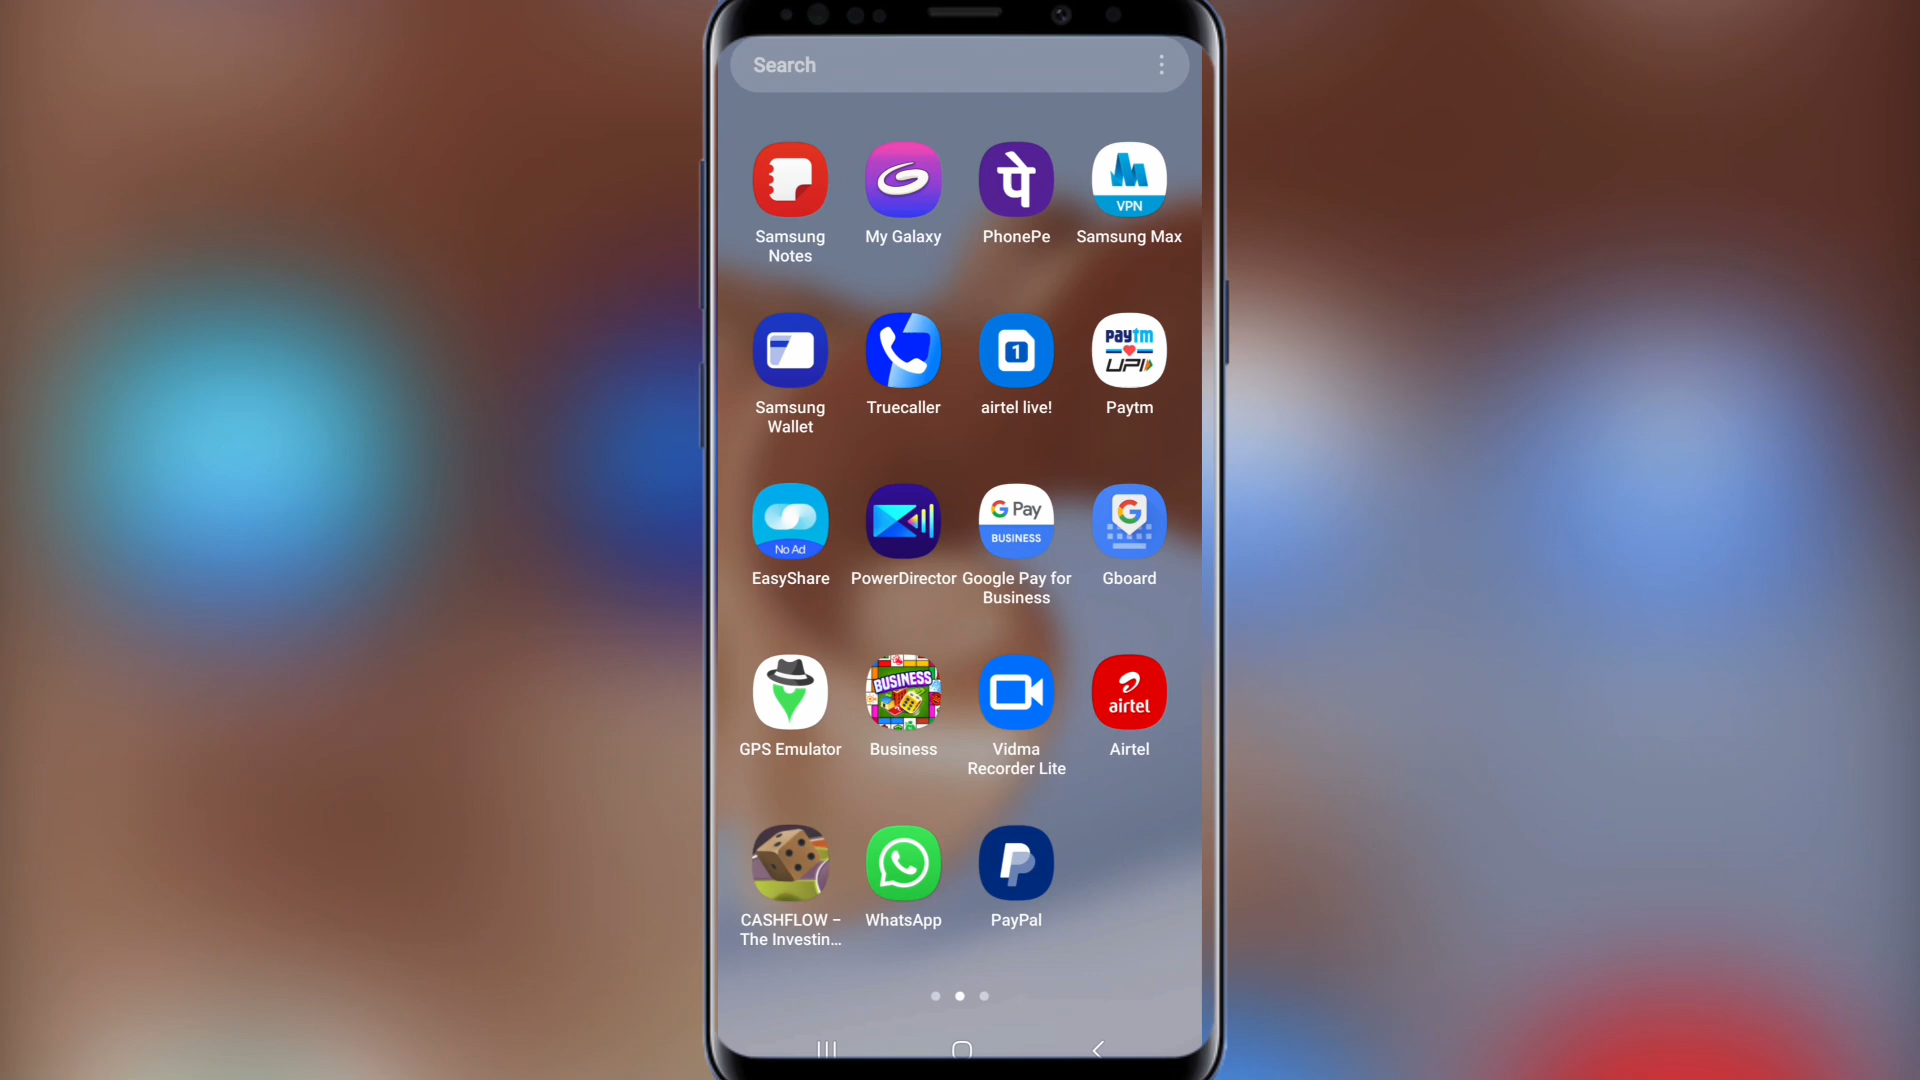 Search
पे
VPN
Samsung
Notes
My Galaxy
PhonePe
Samsung Max
1
paytm
UPI
Samsung
Wallet
Truecaller
airtel live!
Paytm
No Ad
G Pay
BUSINESS
G
EasyShare
PowerDirector
Google Pay for
Business
Gboard
BUSINESS
airtel
GPS Emulator
Business
Vidma
Recorder Lite
Airtel
CASHFLOW –
The Investin...
WhatsApp
PayPal